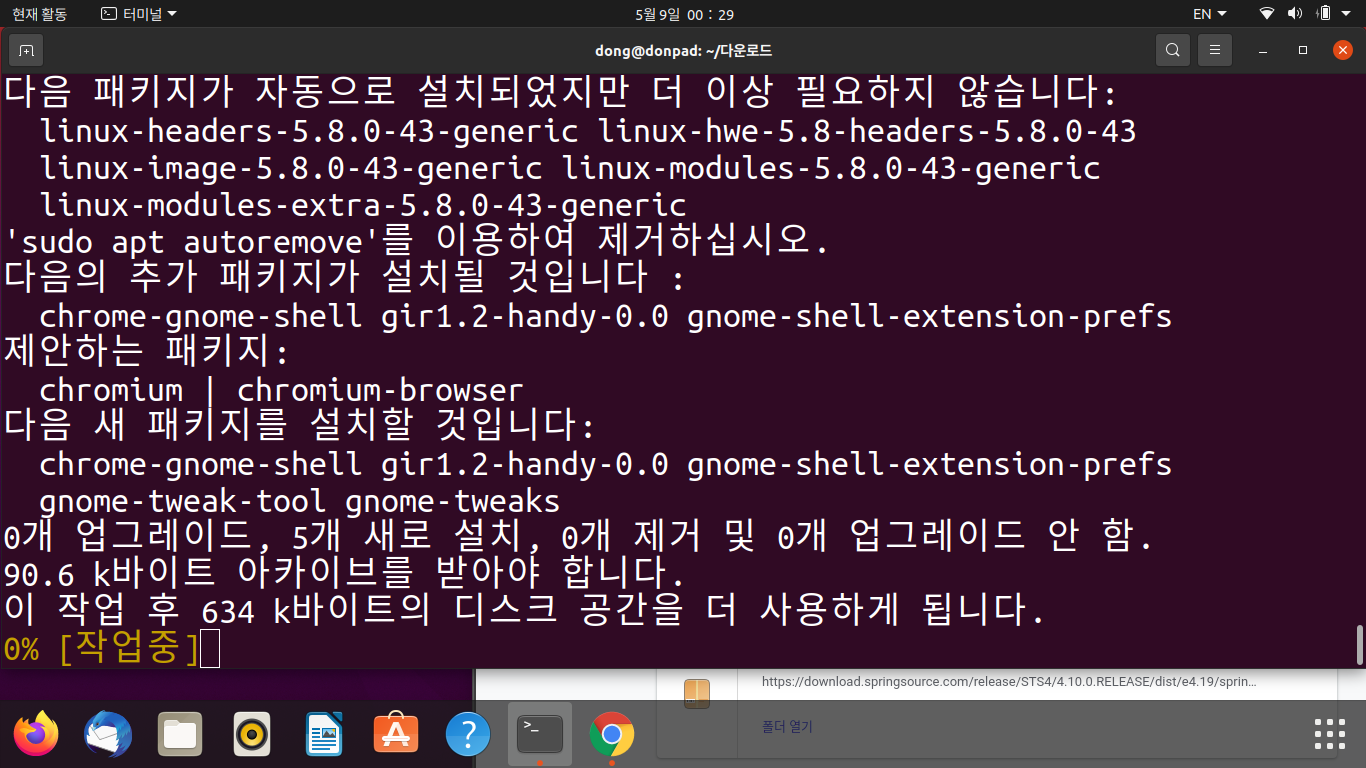 현재 활동
터미널
5월 9일 00 : 29
EN
dong@donpad: ~/다운로드
다음 패키지가 자동으로 설치되었지만 더 이상 필요하지 않습니다:
linux-headers-5.8.0-43-generic linux-hwe-5.8-headers-5.8.0-43
linux-image-5.8.0-43-generic linux-modules-5.8.0-43-generic
linux-modules-extra-5.8.0-43-generic
'sudo apt autoremove'를 이용하여 제거하십시오.
다음의 추가 패키지가 설치될 것입니다 :
chrome-gnome-shell gir1.2-handy-0.0 gnome-shell-extension-prefs
제안하는 패키지:
chromium | chromium-browser
다음 새 패키지를 설치할 것입니다:
chrome-gnome-shell gir1.2-handy-0.0 gnome-shell-extension-prefs
gnome-tweak-tool gnome-tweaks
0개 업그레이드, 5개 새로 설치, 0개 제거 및 0개 업그레이드 안 함.
90.6 k바이트 아카이브를 받아야 합니다.
이 작업 후 634 k바이트의 디스크 공간을 더 사용하게 됩니다.
0% [작업중]
https://download.springsource.com/release/STS4/4.10.0.RELEASE/dist/e4.19/sprin…
폴더 열기